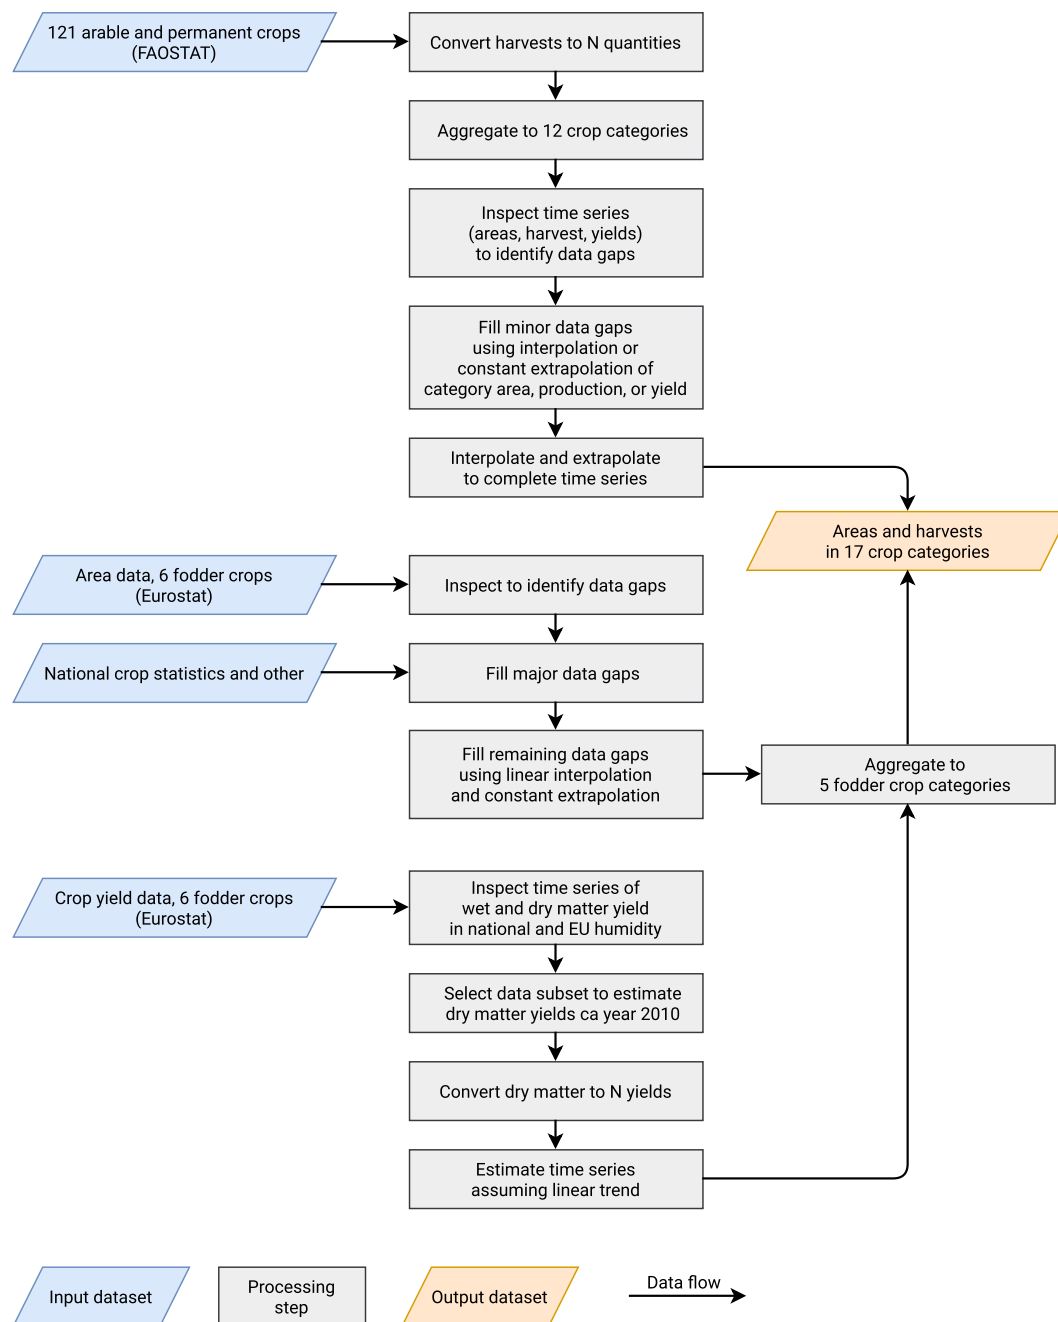 121 arable and permanent crops
(FAOSTAT)
Convert harvests to N quantities
Aggregate to 12 crop categories
Inspect time series
(areas, harvest, yields)
to identify data gaps
Fill minor data gaps
using interpolation or
constant extrapolation of
category area, production, or yield
Interpolate and extrapolate
to complete time series
Areas and harvests
in 17 crop categories
Area data, 6 fodder crops
(Eurostat)
Inspect to identify data gaps
National crop statistics and other
Fill major data gaps
Fill remaining data gaps
using linear interpolation
and constant extrapolation
Aggregate to
5 fodder crop categories
Crop yield data, 6 fodder crops
(Eurostat)
Inspect time series of
wet and dry matter yield
in national and EU humidity
Select data subset to estimate
dry matter yields ca year 2010
Convert dry matter to N yields
Estimate time series
assuming linear trend
Input dataset
Processing
step
Output dataset
Data flow